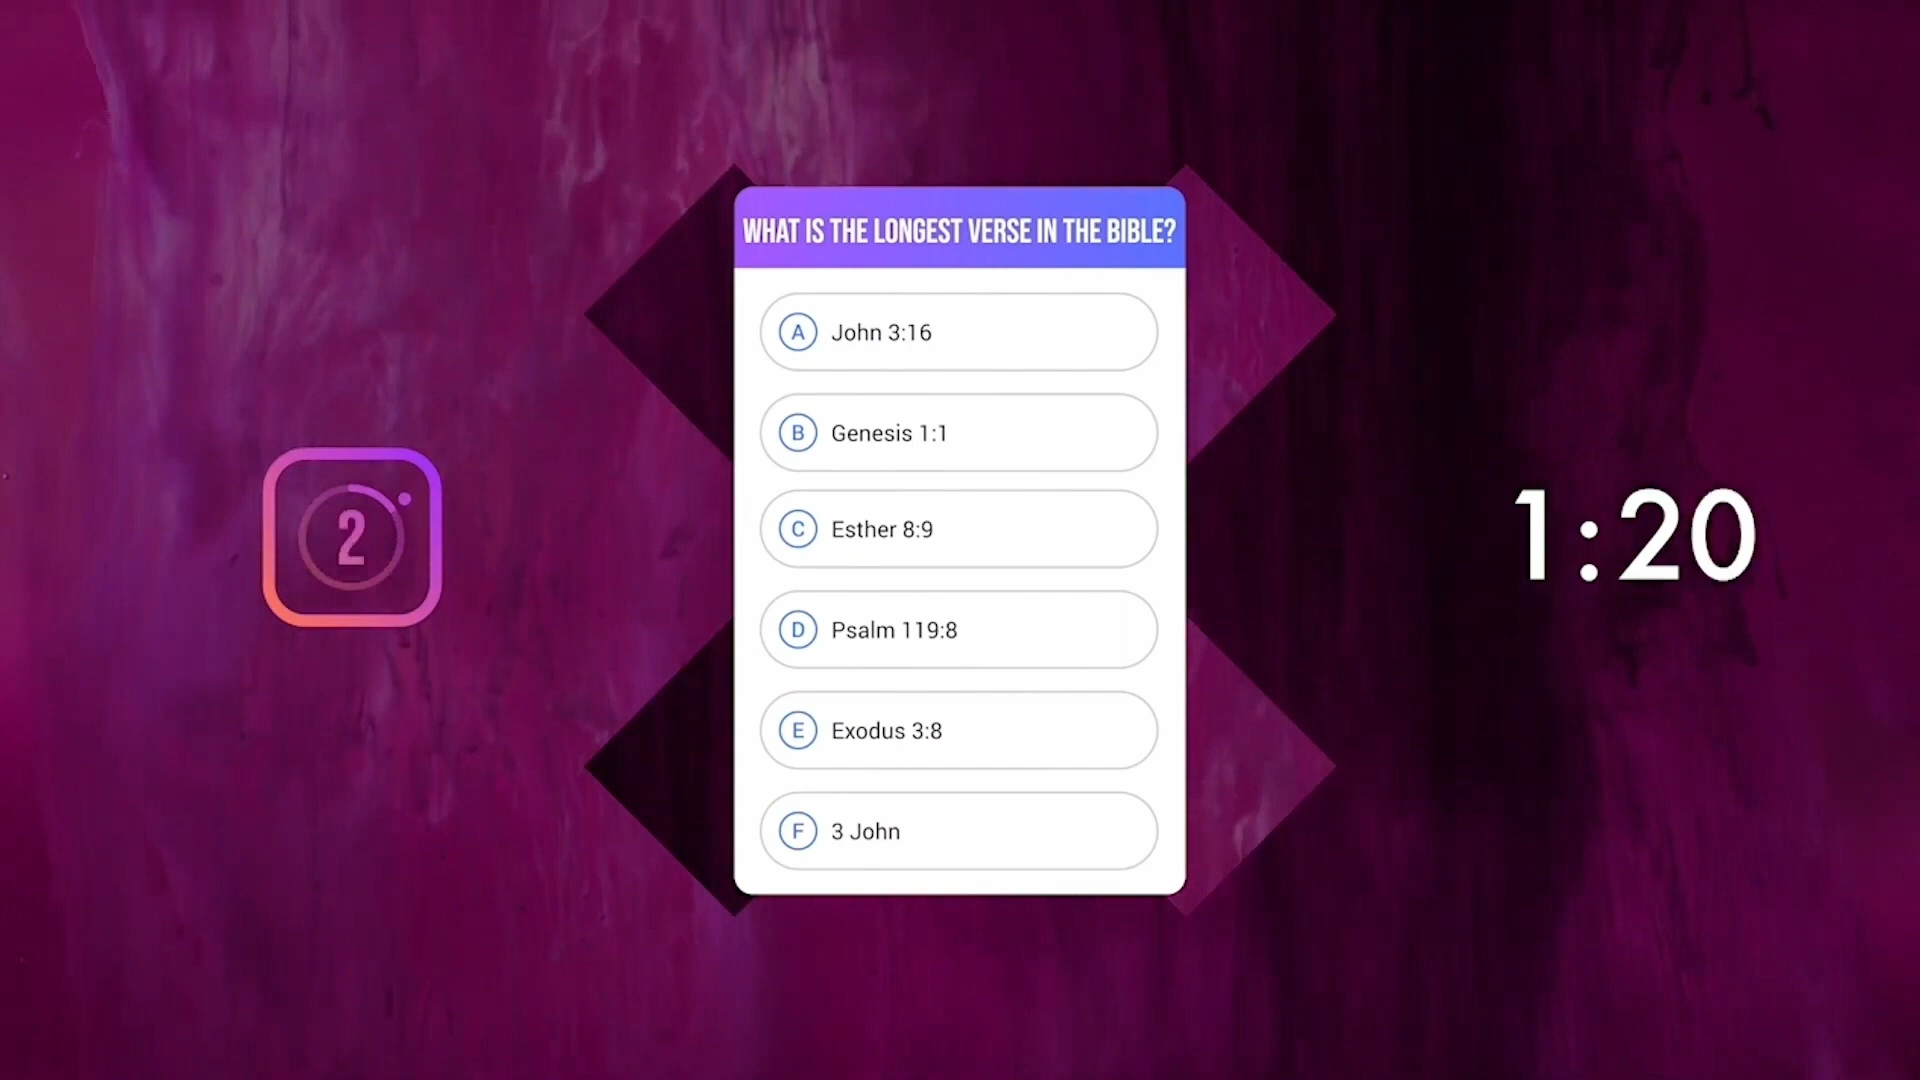 WHAT IS THE LONGEST VERSE IN THE BIBLE?
A John 3:16
B Genesis 1:1
C Esther 8:9
D Psalm 119:8
E Exodus 3:8
F 3 John
2
1:20